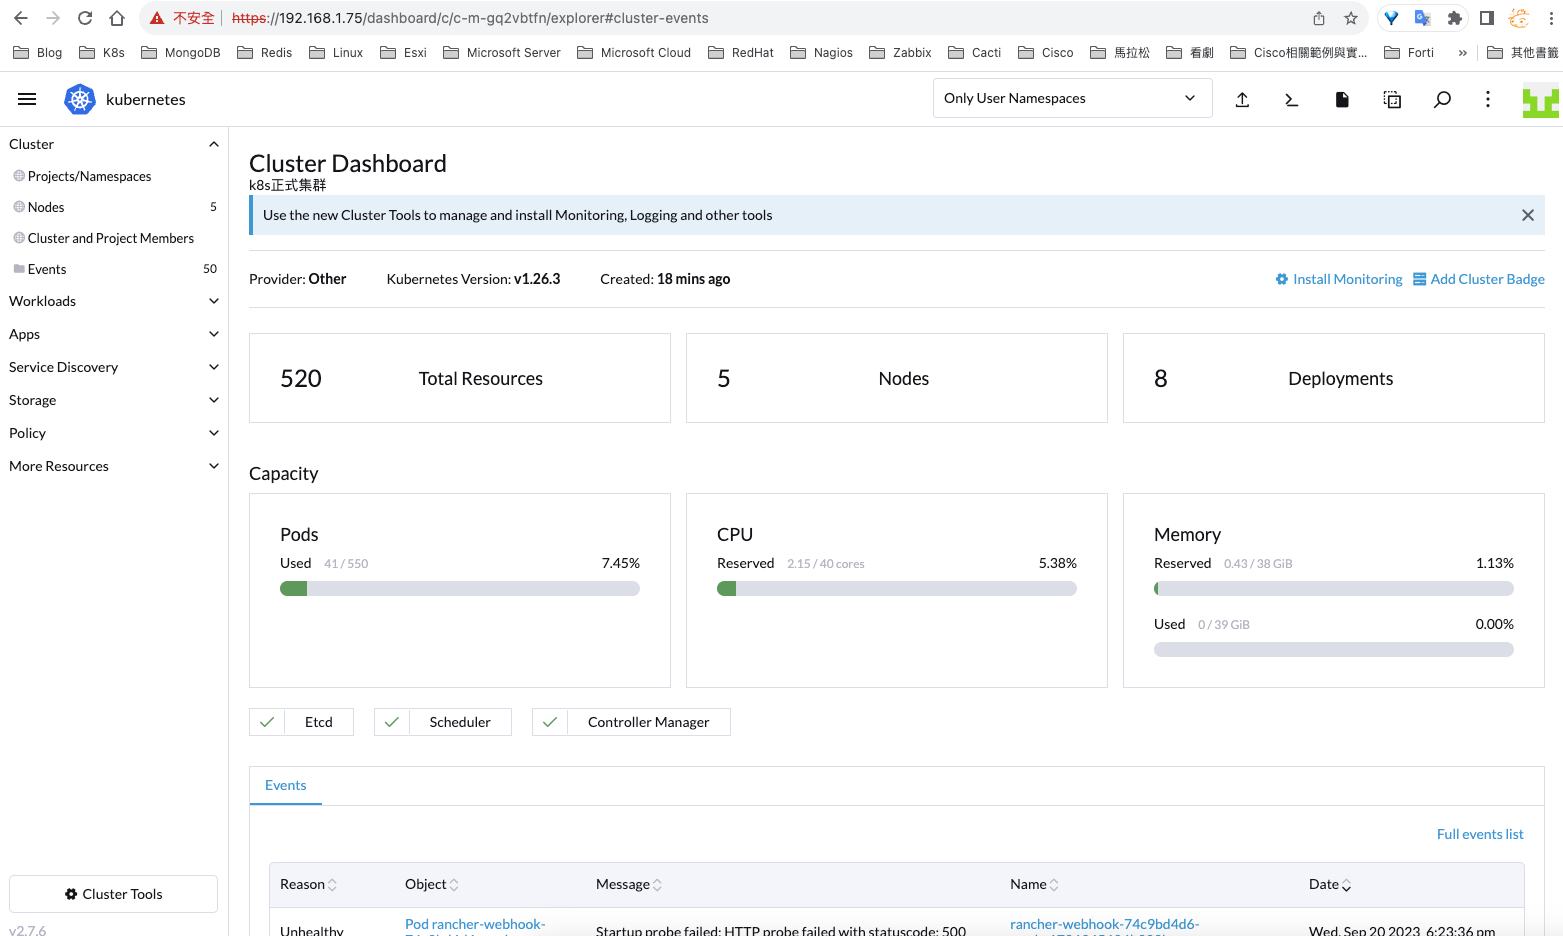 不安全 https://192.168.1.75/dashboard/c/c-m-gq2vbtfn/explorer#cluster-events
Blog K8s MongoDB Redis Linux Esxi Microsoft Server Microsoft Cloud RedHat Nagios Zabbix Cacti Cisco 馬拉松 看劇 Cisco相關範例與實... Forti » 其他書籤
kubernetes Only User Namespaces
Cluster
Projects/Namespaces
Nodes 5
Cluster and Project Members
Events 50
Workloads
Apps
Service Discovery
Storage
Policy
More Resources
Cluster Tools
v2.7.6
Cluster Dashboard
k8s正式集群
Use the new Cluster Tools to manage and install Monitoring, Logging and other tools
Provider: Other Kubernetes Version: v1.26.3 Created: 18 mins ago Install Monitoring Add Cluster Badge
520 Total Resources 5 Nodes 8 Deployments
Capacity
Pods
Used 41 / 550 7.45%
CPU
Reserved 2.15 / 40 cores 5.38%
Memory
Reserved 0.43 / 38 GiB 1.13%
Used 0 / 39 GiB 0.00%
Etcd Scheduler Controller Manager
Events
Full events list
Reason Object Message Name Date
Unhealthy Pod rancher-webhook- Startup probe failed: HTTP probe failed with statuscode: 500 rancher-webhook-74c9bd4d6- Wed, Sep 20 2023 6:23:36 pm